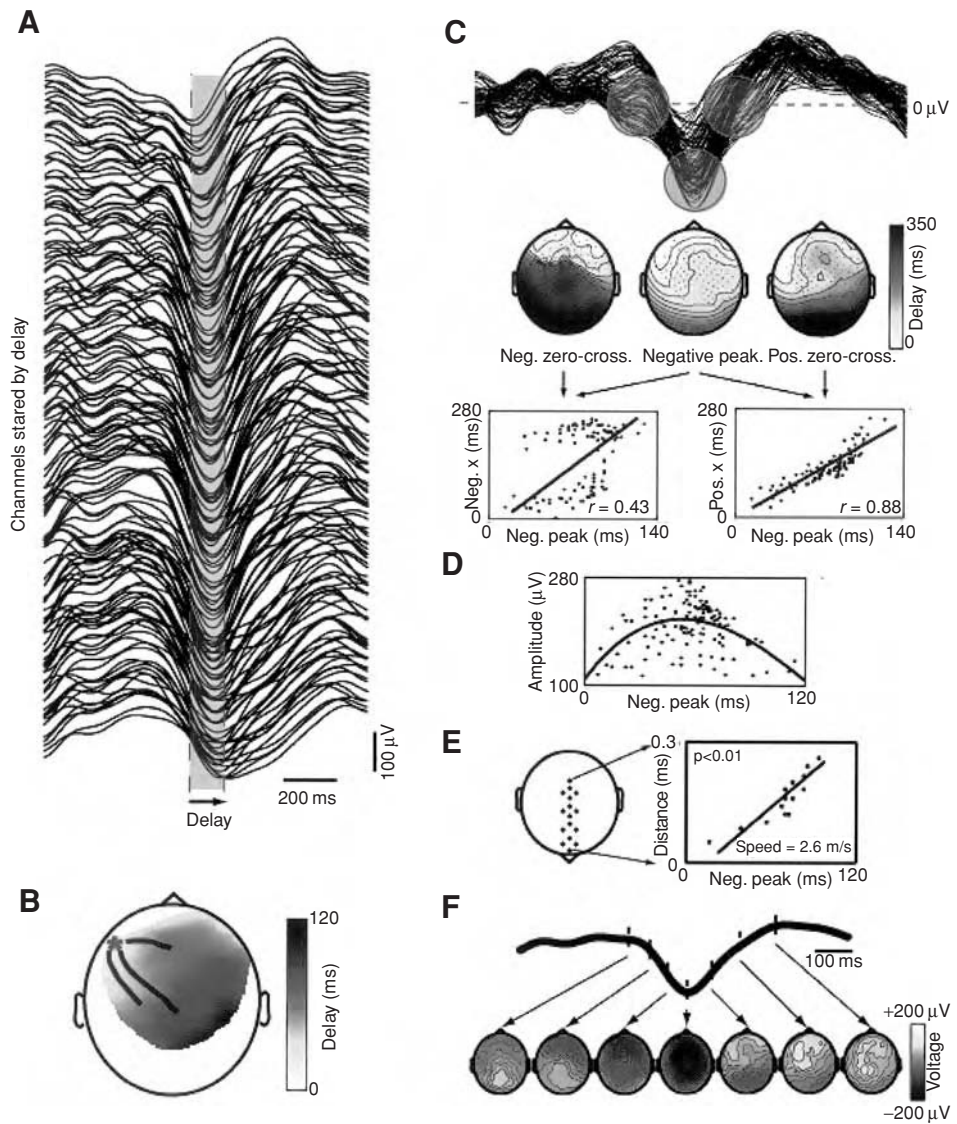 A
Channnels stared by delay
100 μV
200 ms
Delay
B
120
Delay (ms)
0
C
0 μV
350
Delay (ms)
0
Neg. zero-cross. Negative peak. Pos. zero-cross.
280
Neg. x (ms)
0
r = 0.43
0
140
Neg. peak (ms)
280
Pos. x (ms)
0
r = 0.88
0
140
Neg. peak (ms)
D
280
Amplitude (μV)
100
0
120
Neg. peak (ms)
E
0.3
Distance (ms)
0
p<0.01
Speed = 2.6 m/s
0
120
Neg. peak (ms)
F
100 ms
+200 μV
Voltage
−200 μV